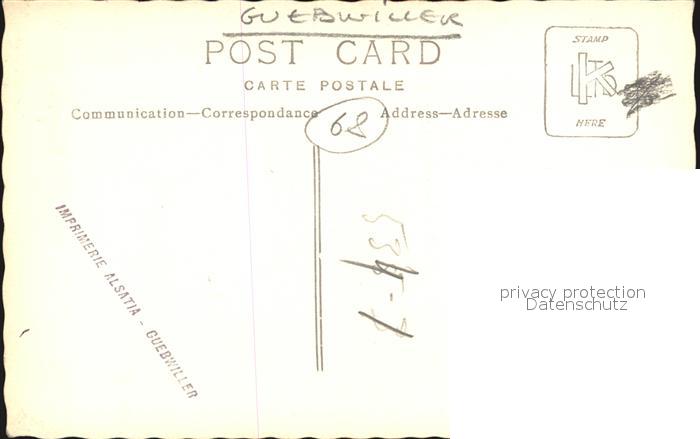 GUEBWILLER
POST CARD
CARTE POSTALE
STAMP
HERE
Communication—Correspondance
68
Address—Adresse
IMPRIMERIE ALSATIA - GUEBWILLER
privacy protection
Datenschutz